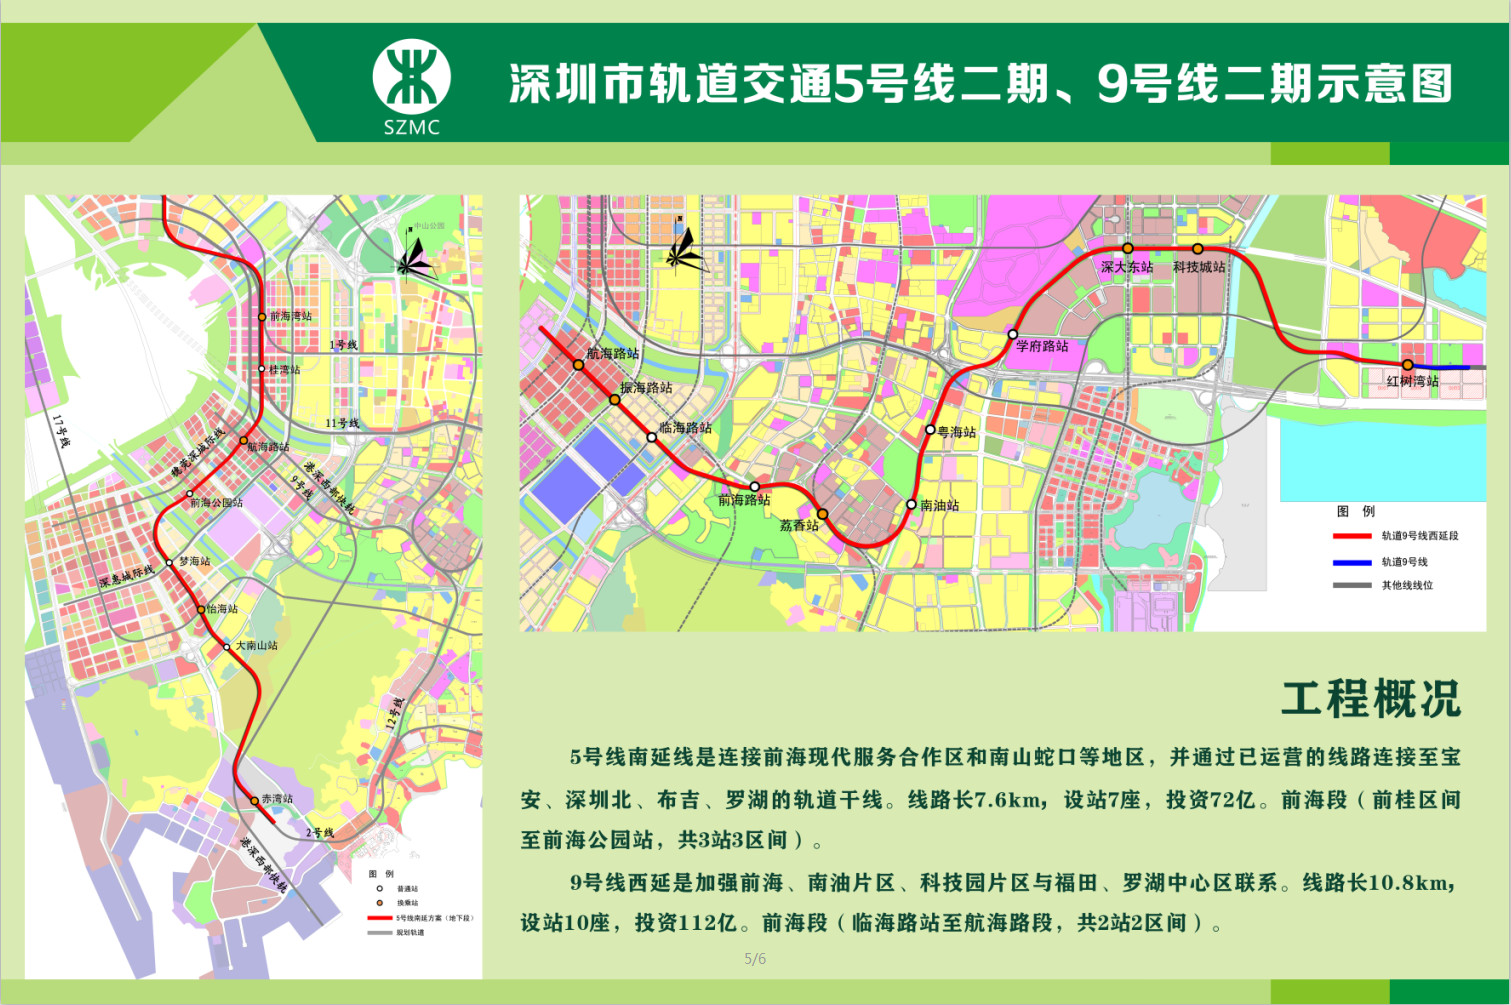 SZMC
深圳市轨道交通5号线二期、9号线二期示意图
中山公园
前海湾站
1号线
桂湾站
17号线
11号线
穗莞深城际线
航海路站
港深西部快轨
9号线
前海公园站
梦海站
深惠城际线
怡海站
大南山站
12号线
赤湾站
2号线
港深西部快轨
图 例
普通站
换乘站
5号线南延方案（地下段）
规划轨道
深大东站
科技城站
航海路站
学府路站
振海路站
红树湾站
临海路站
粤海站
前海路站
南油站
荔香站
图 例
轨道9号线西延段
轨道9号线
其他线线位
工程概况
5号线南延线是连接前海现代服务合作区和南山蛇口等地区，并通过已运营的线路连接至宝
安、深圳北、布吉、罗湖的轨道干线。线路长7.6km，设站7座，投资72亿。前海段（前桂区间
至前海公园站，共3站3区间）。
9号线西延是加强前海、南油片区、科技园片区与福田、罗湖中心区联系。线路长10.8km，
设站10座，投资112亿。前海段（临海路站至航海路段，共2站2区间）。
5/6